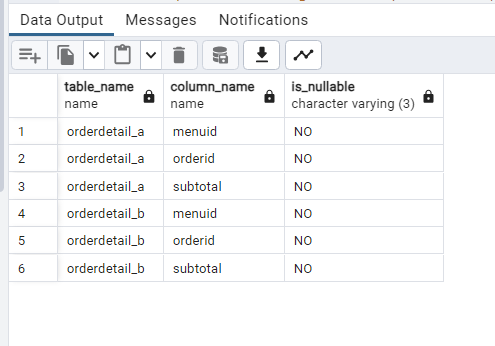 Data Output Messages Notifications
table_name column_name is_nullable
name name character varying (3)
1 orderdetail_a menuid NO
2 orderdetail_a orderid NO
3 orderdetail_a subtotal NO
4 orderdetail_b menuid NO
5 orderdetail_b orderid NO
6 orderdetail_b subtotal NO